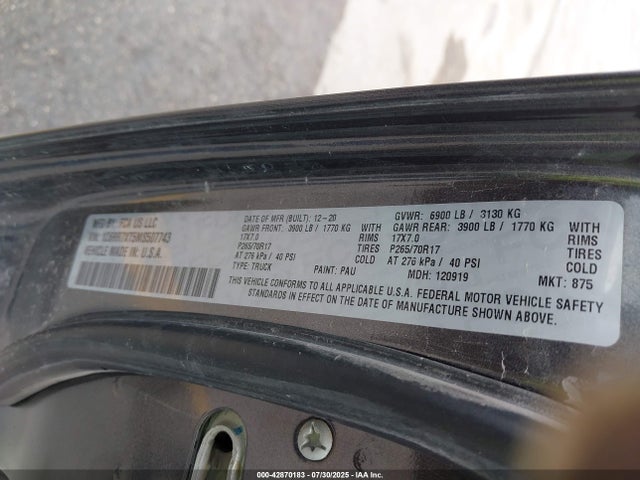 MFG BY: FCA US LLC
1C6RR7XT5MS507743
VEHICLE MADE IN: U.S.A.
DATE OF MFR (BUILT): 12-20
GAWR FRONT: 3900 LB / 1770 KG WITH
17X7.0 RIMS
P265/70R17 TIRES
AT 276 kPa / 40 PSI COLD
TYPE: TRUCK PAINT: PAU
GVWR: 6900 LB / 3130 KG
GAWR REAR: 3900 LB / 1770 KG WITH
17X7.0 RIMS
P265/70R17 TIRES
AT 276 kPa / 40 PSI COLD
MDH: 120919 MKT: 875
THIS VEHICLE CONFORMS TO ALL APPLICABLE U.S.A. FEDERAL MOTOR VEHICLE SAFETY
STANDARDS IN EFFECT ON THE DATE OF MANUFACTURE SHOWN ABOVE.
000-42870183 - 07/30/2025 - IAA Inc.